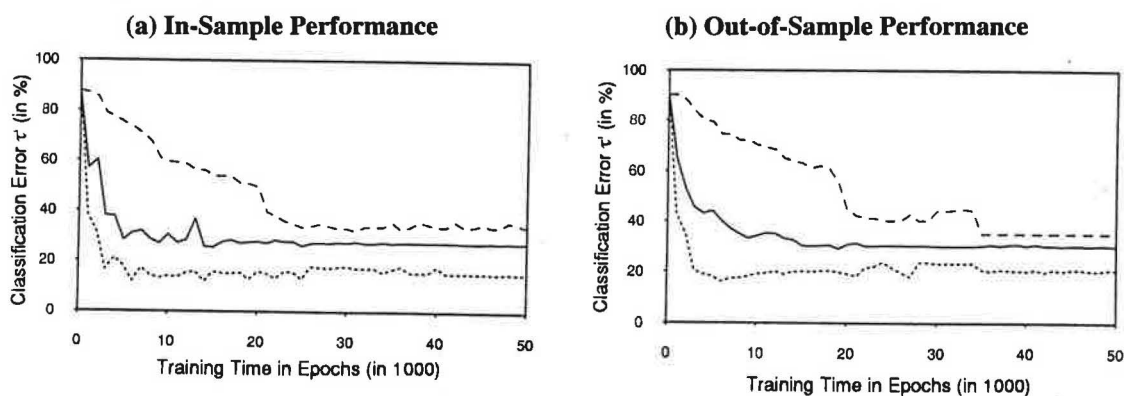 (a) In-Sample Performance
Classification Error τ' (in %)
100
80
60
40
20
0
0 10 20 30 40 50
Training Time in Epochs (in 1000)
(b) Out-of-Sample Performance
Classification Error τ' (in %)
100
80
60
40
20
0
0 10 20 30 40 50
Training Time in Epochs (in 1000)